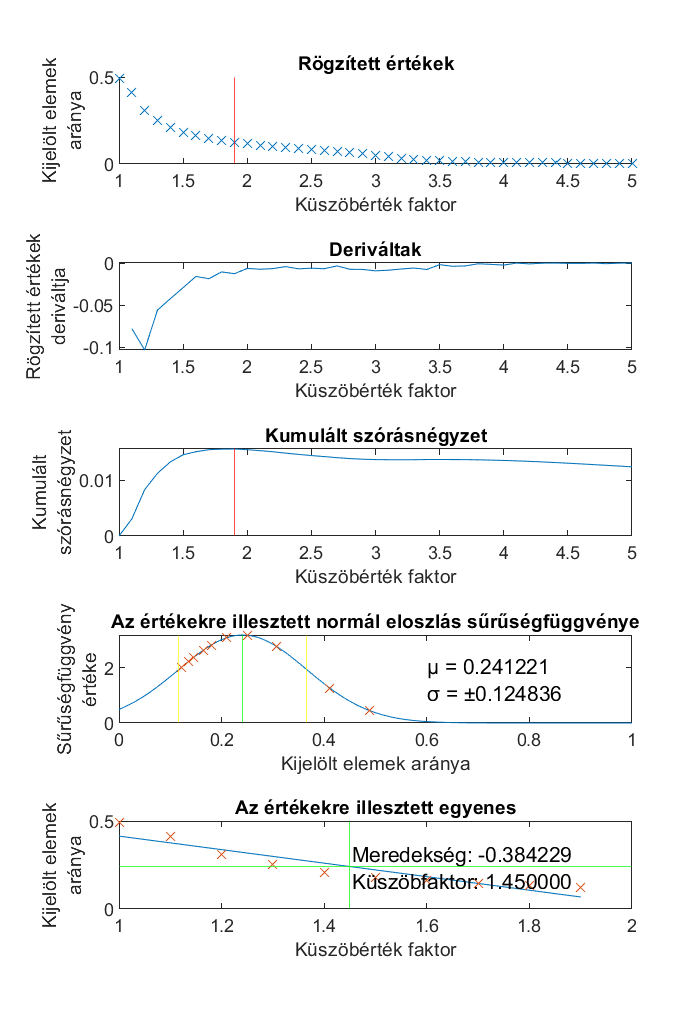 Rögzített értékek
Kijelölt elemek
aránya
0.5
0
1 1.5 2 2.5 3 3.5 4 4.5 5
Küszöbérték faktor
Deriváltak
Rögzített értékek
deriváltja
0
-0.05
-0.1
1 1.5 2 2.5 3 3.5 4 4.5 5
Küszöbérték faktor
Kumulált szórásnégyzet
Kumulált
szórásnégyzet
0.01
0
1 1.5 2 2.5 3 3.5 4 4.5 5
Küszöbérték faktor
Az értékekre illesztett normál eloszlás sűrűségfüggvénye
Sűrűségfüggvény
értéke
2
0
μ = 0.241221
σ = ±0.124836
0 0.2 0.4 0.6 0.8 1
Kijelölt elemek aránya
Az értékekre illesztett egyenes
Kijelölt elemek
aránya
0.5
0
Meredekség: -0.384229
Küszöbfaktor: 1.450000
1 1.2 1.4 1.6 1.8 2
Küszöbérték faktor